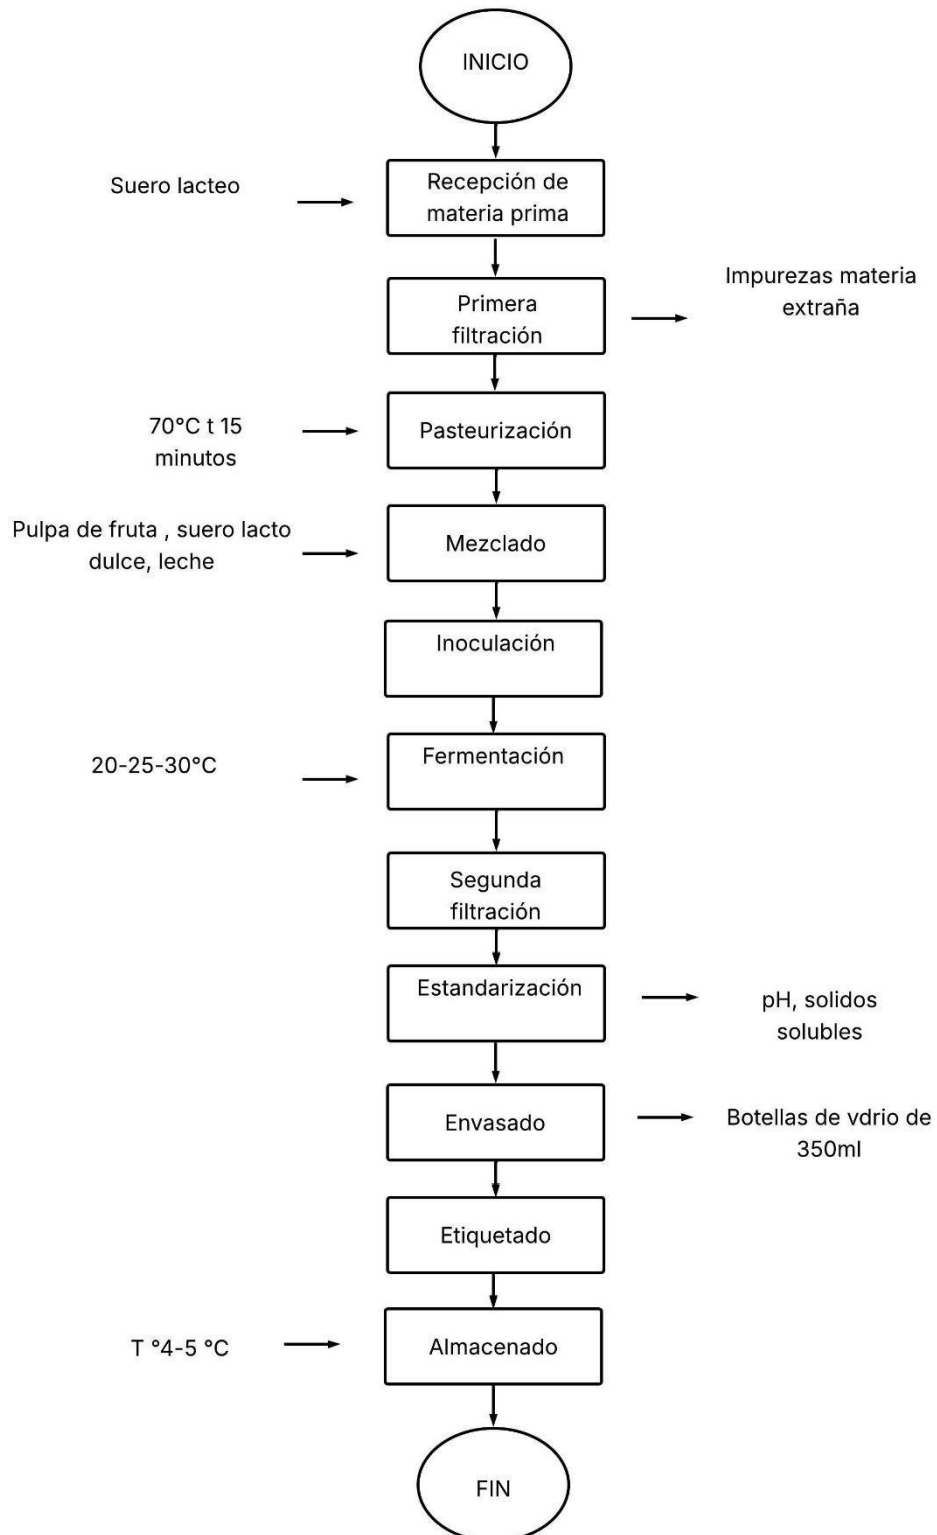 INICIO
Suero lacteo
Recepción de
materia prima
Primera
filtración
Impurezas materia
extraña
70°C t 15
minutos
Pasteurización
Pulpa de fruta , suero lacto
dulce, leche
Mezclado
Inoculación
20-25-30°C
Fermentación
Segunda
filtración
Estandarización
pH, solidos
solubles
Envasado
Botellas de vdrio de
350ml
Etiquetado
T °4-5 °C
Almacenado
FIN